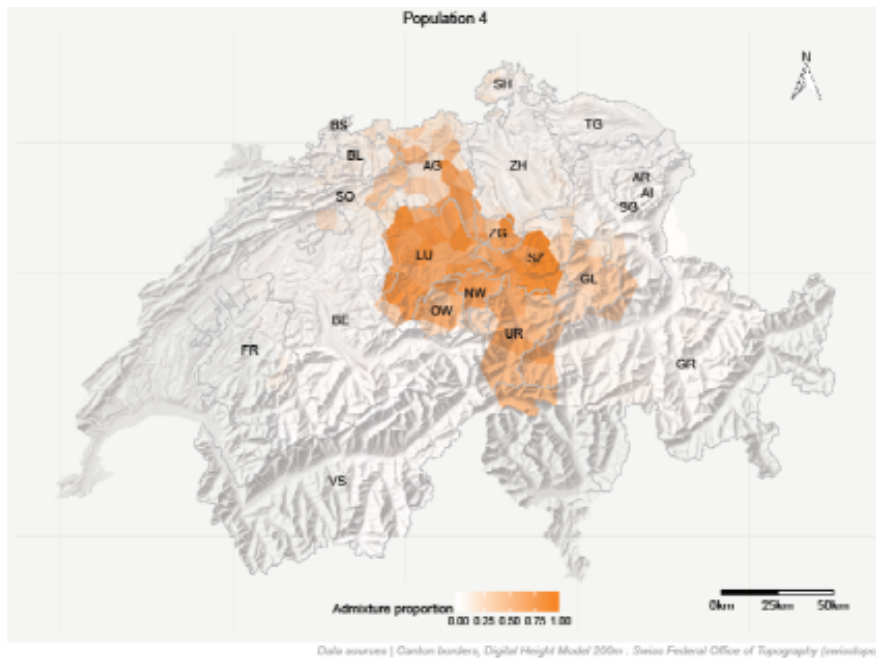 Population 4
N
SH
BS
TG
BL
AG
ZH
AR
AI
SO
SG
ZG
LU
SZ
GL
NW
OW
BE
UR
FR
GR
VS
Admixture proportion
0.00 0.25 0.50 0.75 1.00
0km 25km 50km
Data sources | Canton borders, Digital Height Model 200m : Swiss Federal Office of Topography (swisstopo